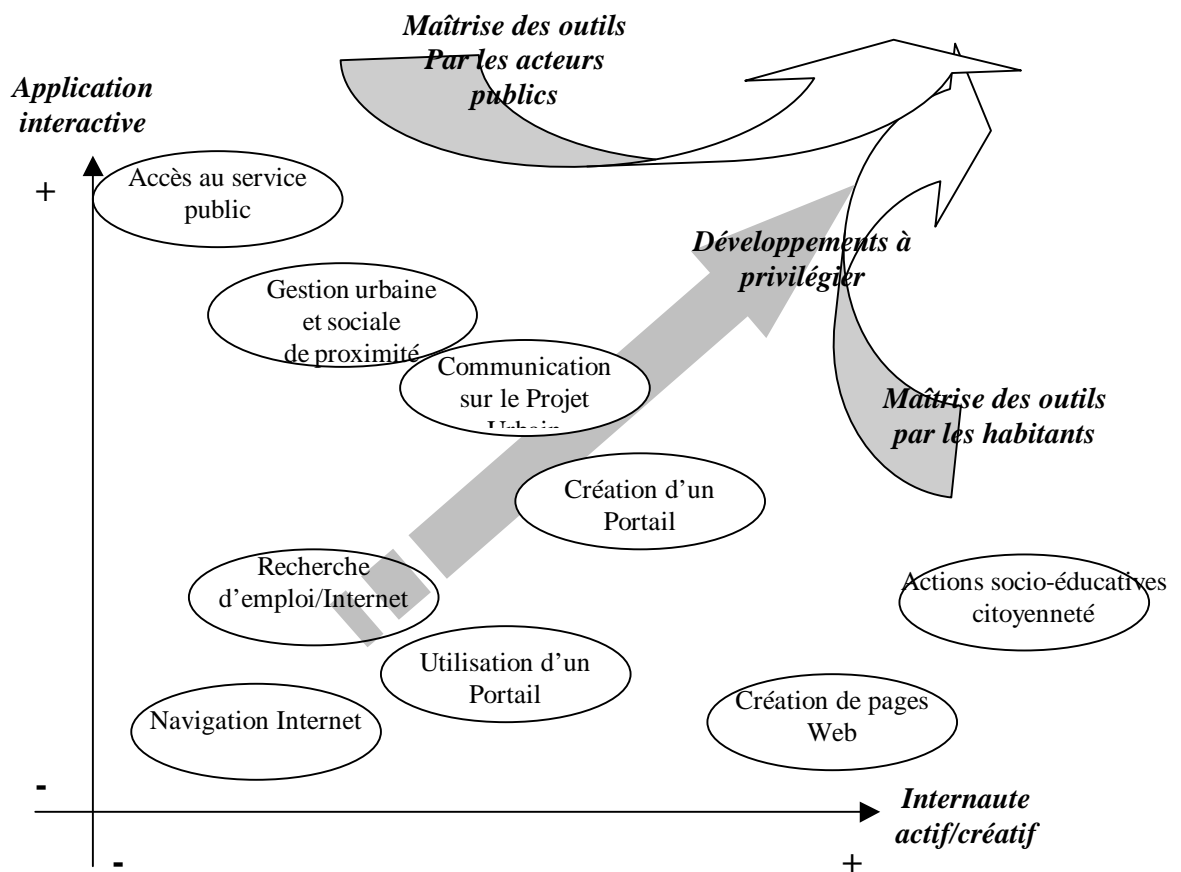 Maîtrise des outils
Par les acteurs
publics
Application
interactive
+
Accès au service
public
Développements à
privilégier
Gestion urbaine
et sociale
de proximité
Communication
sur le Projet
Urbain
Maîtrise des outils
par les habitants
Création d’un
Portail
Recherche
d’emploi/Internet
Actions socio-éducatives
citoyenneté
Utilisation d’un
Portail
Création de pages
Web
Navigation Internet
-
Internaute
actif/créatif
-
+